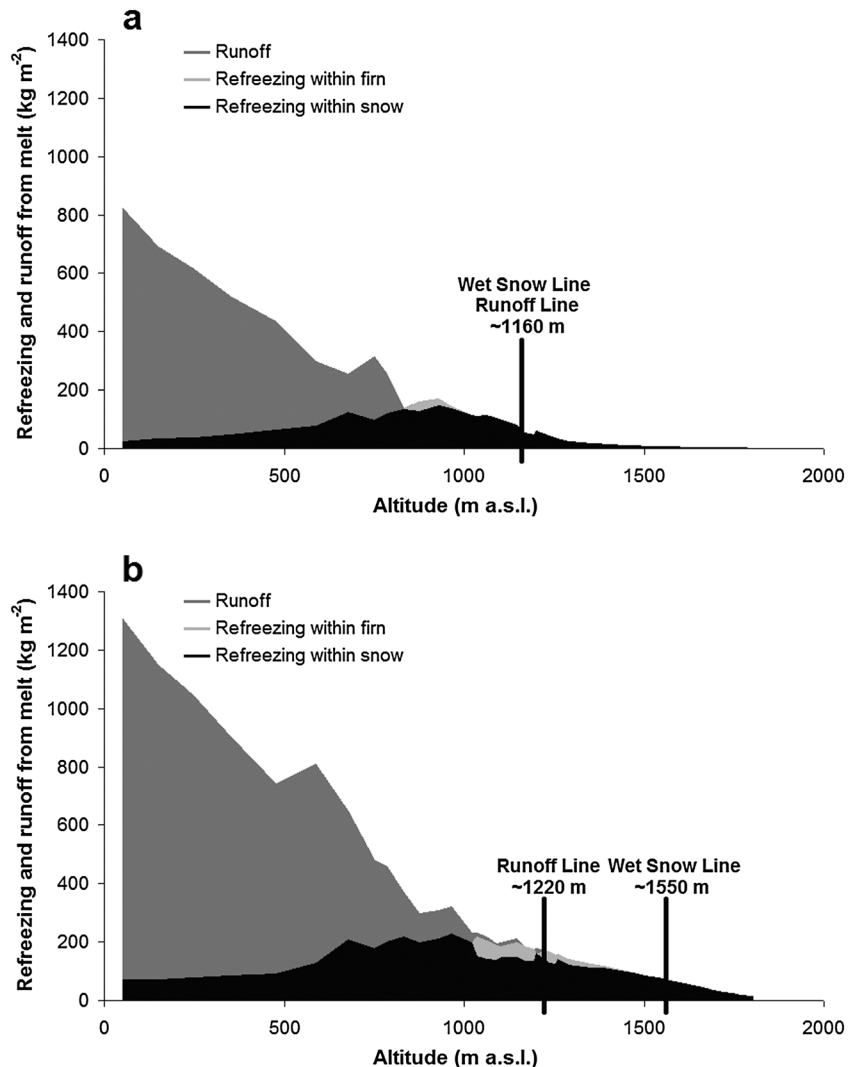 a
1400
1200
1000
800
600
400
200
0
Refreezing and runoff from melt (kg m-2)
Runoff
Refreezing within firn
Refreezing within snow
Wet Snow Line
Runoff Line
~1160 m
0 500 1000 1500 2000
Altitude (m a.s.l.)
b
1400
1200
1000
800
600
400
200
0
Refreezing and runoff from melt (kg m-2)
Runoff
Refreezing within firn
Refreezing within snow
Runoff Line Wet Snow Line
~1220 m ~1550 m
0 500 1000 1500 2000
Altitude (m a.s.l.)